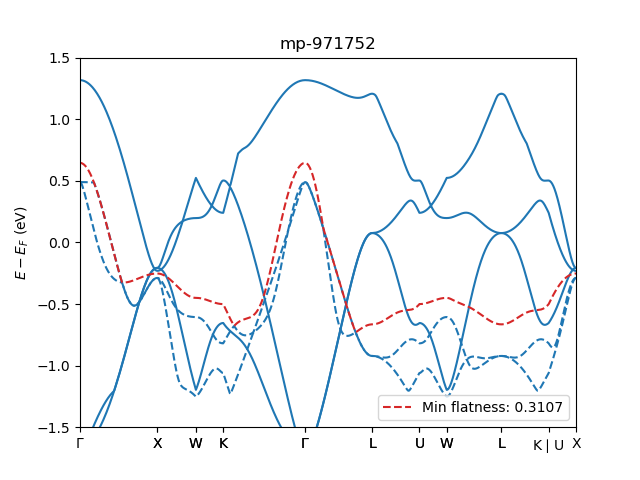 mp-971752
E − E_F (eV)
1.5
1.0
0.5
0.0
−0.5
−1.0
−1.5
Min flatness: 0.3107
Γ X W K Γ L U W L K | U X